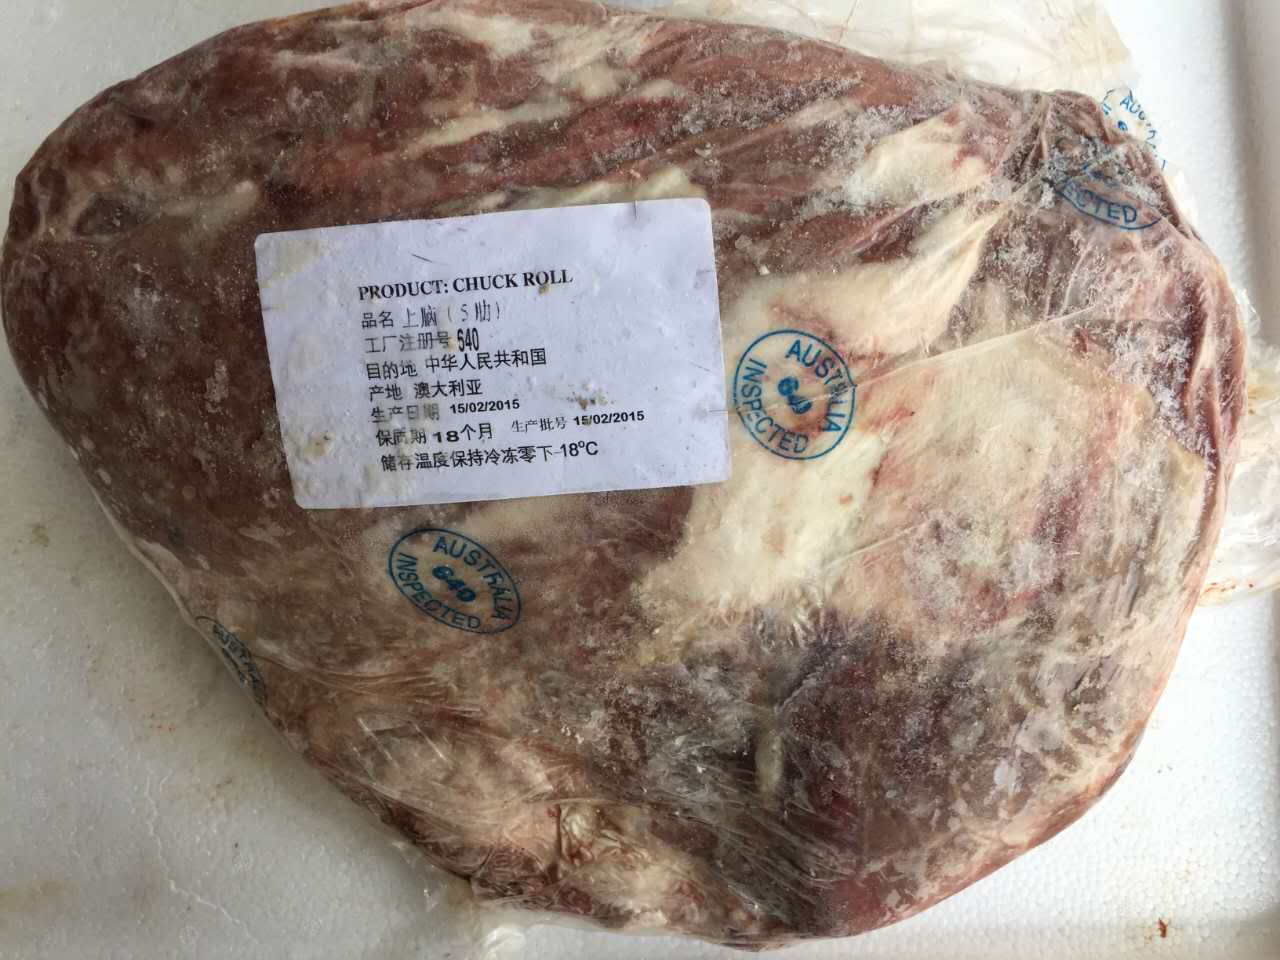 PRODUCT: CHUCK ROLL
品名 上脑（5肋）
工厂注册号 640
目的地 中华人民共和国
产地 澳大利亚
生产日期 15/02/2015
保质期 18个月 生产批号 15/02/2015
储存温度保持冷冻零下-18°C
AUSTRALIA
640
INSPECTED
AUSTRALIA
640
INSPECTED